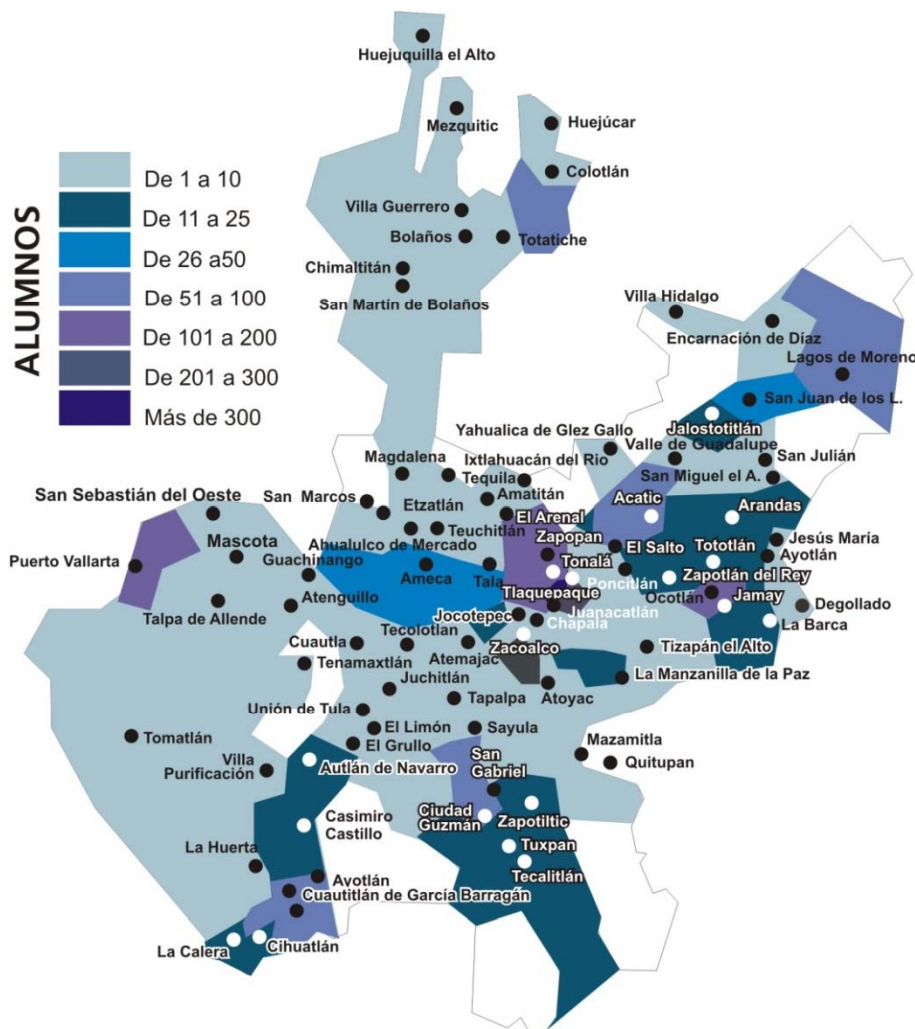 Huejuquilla el Alto
Mezquitic
Huejúcar
Colotlán
ALUMNOS
De 1 a 10
De 11 a 25
De 26 a50
De 51 a 100
De 101 a 200
De 201 a 300
Más de 300
Villa Guerrero
Bolaños
Totatiche
Chimaltitán
San Martín de Bolaños
Villa Hidalgo
Encarnación de Díaz
Lagos de Moreno
San Juan de los L.
Jalostotitlán
Yahualica de Glez Gallo
Valle de Guadalupe
San Julián
San Miguel el A.
Magdalena
Ixtlahuacán del Rio
Tequila
Amatitán
San Sebastián del Oeste
San Marcos
Etzatlán
Teuchitlán
El Arenal
Acatic
Arandas
Zapopan
Mascota
Ahualulco de Mercado
Tonalá
El Salto
Tototlán
Jesús María
Ayotlán
Puerto Vallarta
Guachinango
Ameca
Tala
Poncitlán
Zapotlán del Rey
Tlaquepaque
Ocotlán
Jamay
Degollado
Talpa de Allende
Atenguillo
Jocotepec
Juanacatlán
Chapala
La Barca
Cuautla
Tecolotlan
Atemajac
Zacoalco
Tizapán el Alto
Tenamaxtlán
Juchitlán
Tapalpa
Atoyac
La Manzanilla de la Paz
Unión de Tula
El Limón
Sayula
El Grullo
Tomatlán
Villa
Purificación
Autlán de Navarro
San
Gabriel
Mazamitla
Quitupan
Casimiro
Castillo
Ciudad
Guzmán
Zapotiltic
Tuxpan
Tecalitlán
La Huerta
Ayotlán
Cuautitlán de García Barragán
La Calera
Cihuatlán